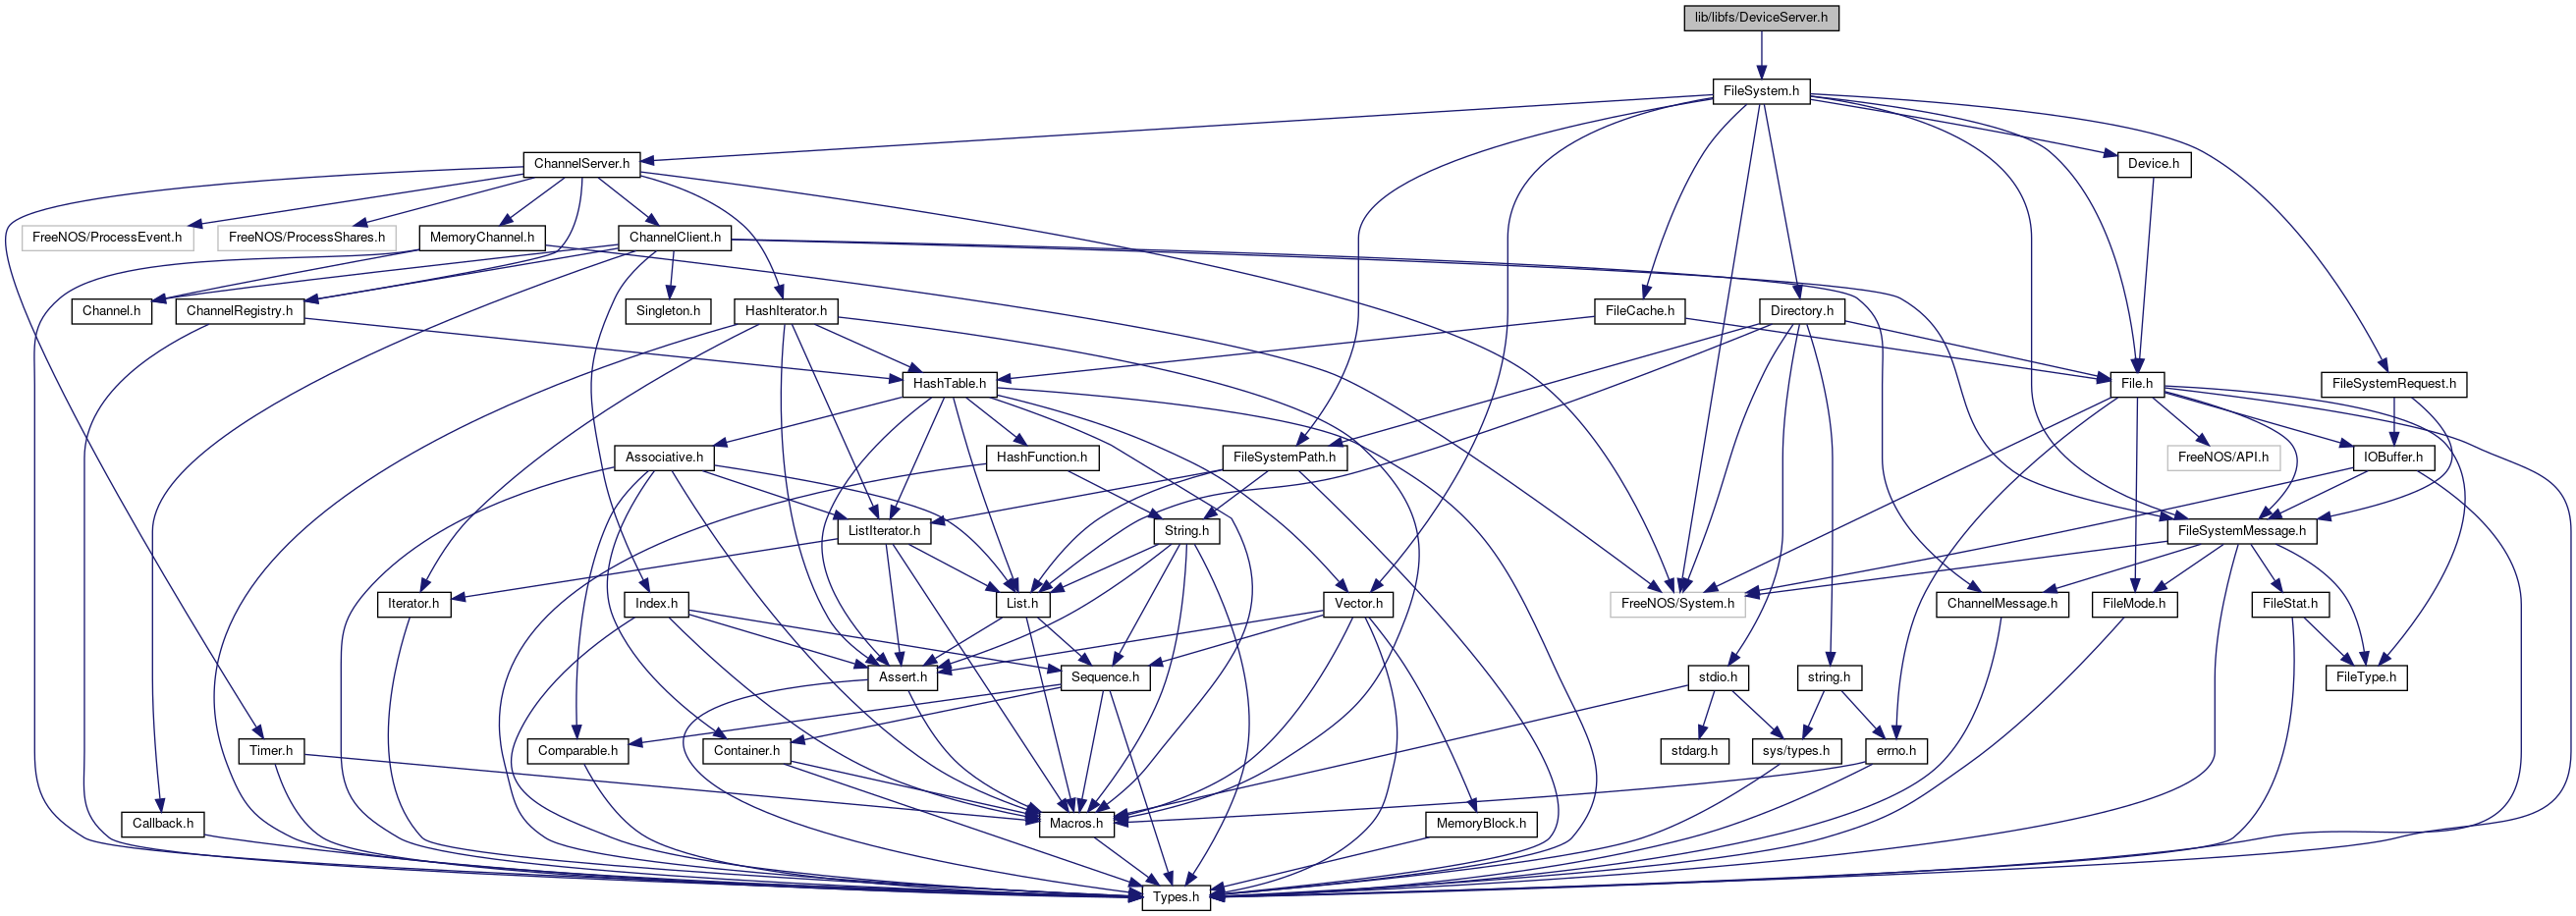 lib/libfs/DeviceServer.h
FileSystem.h
ChannelServer.h
Device.h
FreeNOS/ProcessEvent.h
FreeNOS/ProcessShares.h
MemoryChannel.h
ChannelClient.h
Channel.h
ChannelRegistry.h
Singleton.h
HashIterator.h
FileCache.h
Directory.h
HashTable.h
File.h
FileSystemRequest.h
Associative.h
HashFunction.h
FileSystemPath.h
FreeNOS/API.h
IOBuffer.h
ListIterator.h
String.h
FileSystemMessage.h
Iterator.h
Index.h
List.h
Vector.h
FreeNOS/System.h
ChannelMessage.h
FileMode.h
FileStat.h
Assert.h
Sequence.h
stdio.h
string.h
FileType.h
Timer.h
Comparable.h
Container.h
stdarg.h
sys/types.h
errno.h
Callback.h
Macros.h
MemoryBlock.h
Types.h